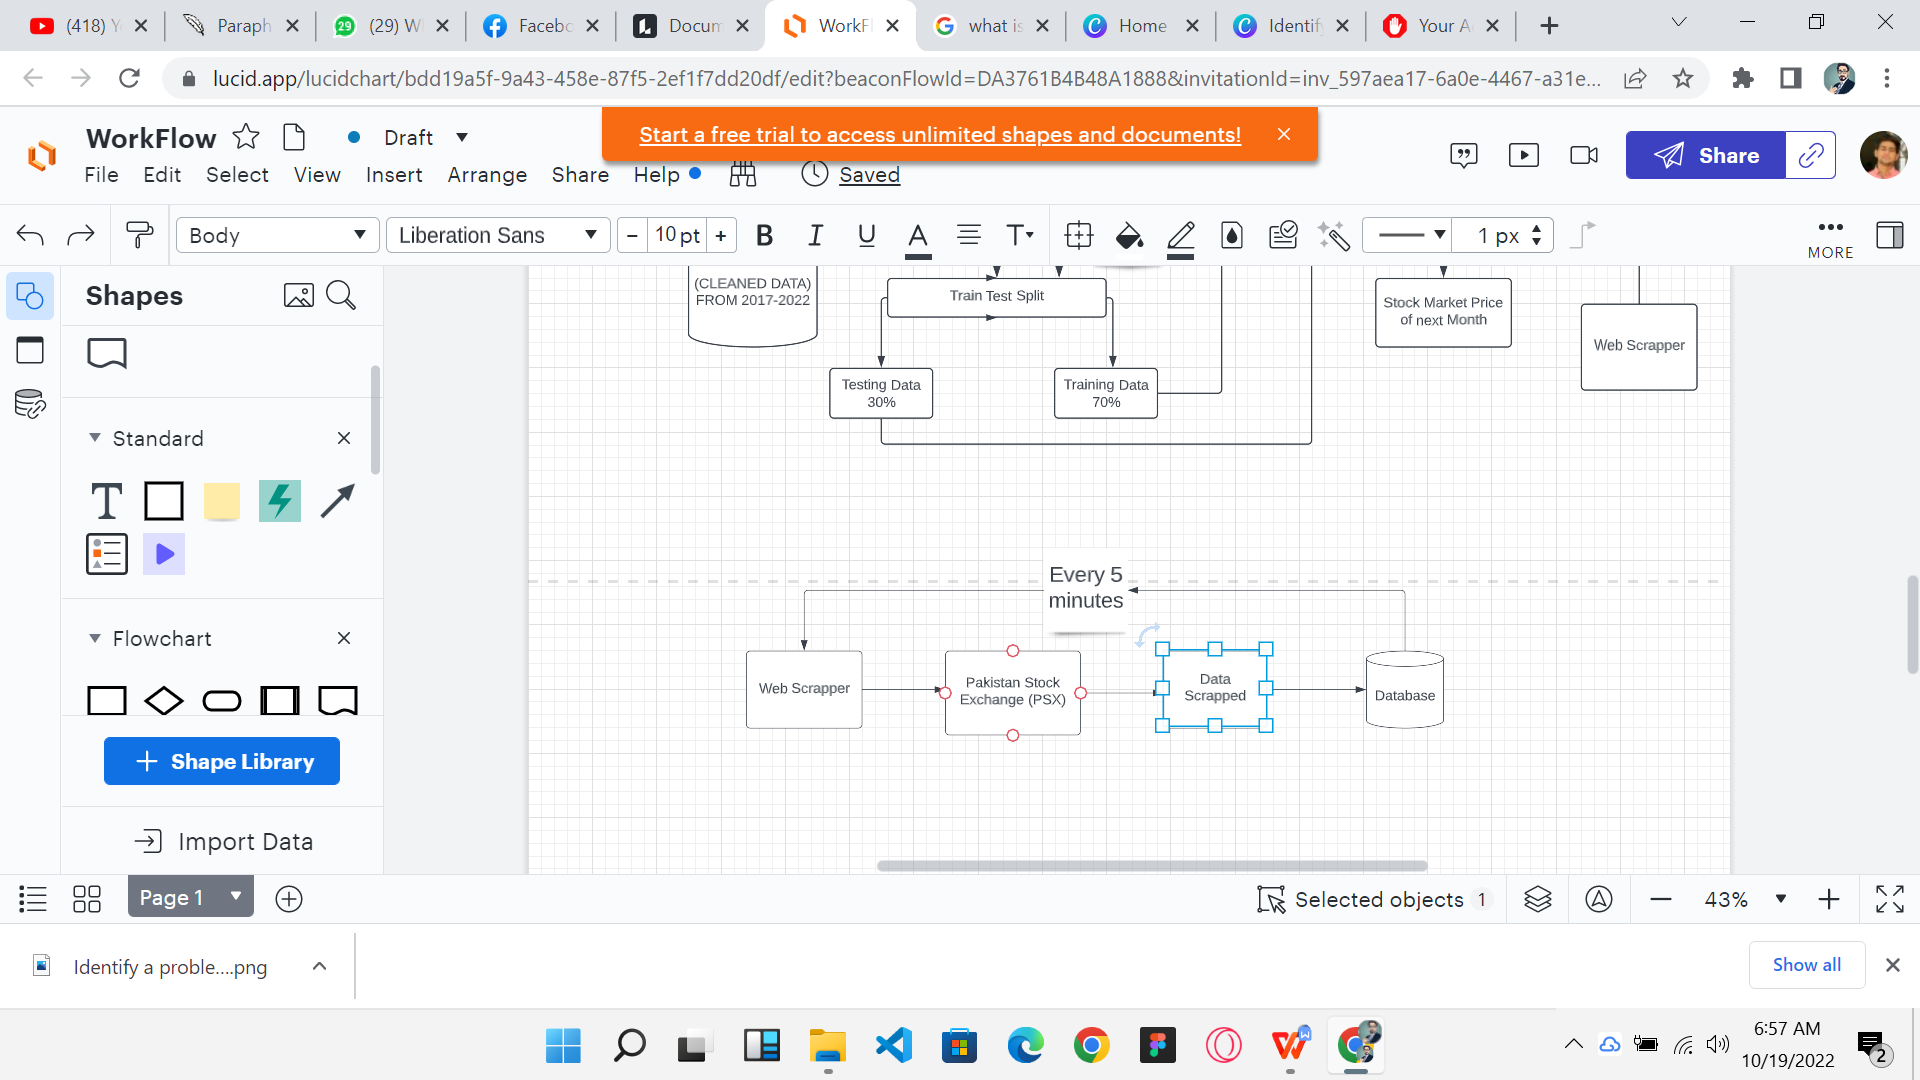 (418) Y
Paraph
(29) W
Facebo
Docum
WorkF
what is
Home
Identif
Your A
lucid.app/lucidchart/bdd19a5f-9a43-458e-87f5-2ef1f7dd20df/edit?beaconFlowId=DA3761B4B48A1888&invitationId=inv_597aea17-6a0e-4467-a31e...
WorkFlow
Draft
Start a free trial to access unlimited shapes and documents!
Share
File Edit Select View Insert Arrange Share Help
Saved
Body
Liberation Sans
10 pt
B I U A T
1 px
MORE
Shapes
Standard
T
Flowchart
Shape Library
Import Data
(CLEANED DATA)
FROM 2017-2022
Train Test Split
Testing Data
30%
Training Data
70%
Stock Market Price
of next Month
Web Scrapper
Every 5
minutes
Web Scrapper
Pakistan Stock
Exchange (PSX)
Data
Scrapped
Database
Page 1
Selected objects 1
43%
Identify a proble....png
Show all
6:57 AM
10/19/2022
2